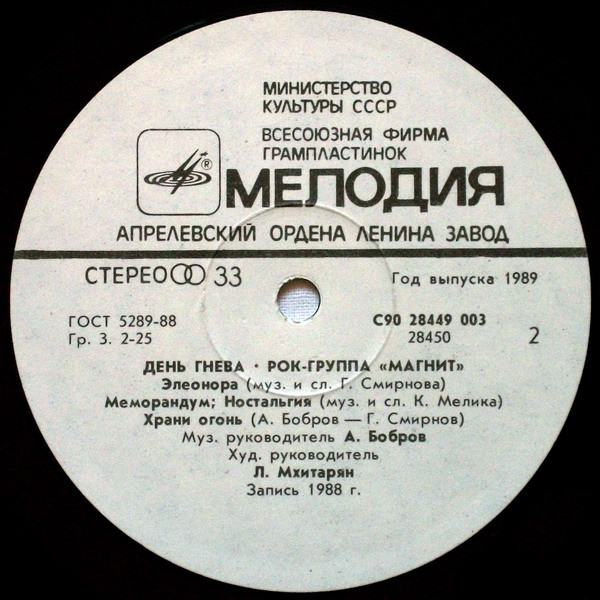 МИНИСТЕРСТВО
КУЛЬТУРЫ СССР
ВСЕСОЮЗНАЯ ФИРМА
ГРАМПЛАСТИНОК
®
МЕЛОДИЯ
АПРЕЛЕВСКИЙ ОРДЕНА ЛЕНИНА ЗАВОД
СТЕРЕО 33
Год выпуска 1989
ГОСТ 5289-88
Гр. 3. 2-25
С90 28449 003
28450
2
ДЕНЬ ГНЕВА · РОК-ГРУППА «МАГНИТ»
Элеонора (муз. и сл. Г. Смирнова)
Меморандум; Ностальгия (муз. и сл. К. Мелика)
Храни огонь (А. Бобров — Г. Смирнов)
Муз. руководитель А. Бобров
Худ. руководитель
Л. Мхитарян
Запись 1988 г.